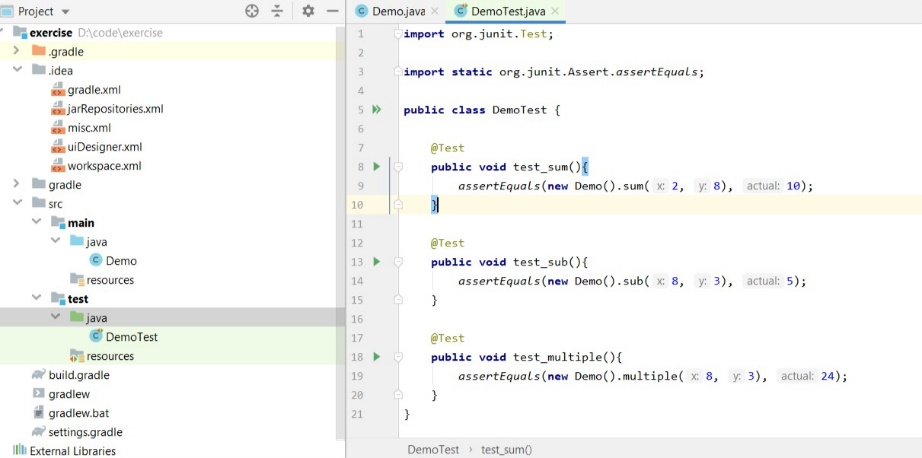 Project
exercise D:\code\exercise
.gradle
.idea
gradle.xml
jarRepositories.xml
misc.xml
uiDesigner.xml
workspace.xml
gradle
src
main
java
Demo
resources
test
java
DemoTest
resources
build.gradle
gradlew
gradlew.bat
settings.gradle
External Libraries
Demo.java
DemoTest.java
1 import org.junit.Test;
2
3 import static org.junit.Assert.assertEquals;
4
5 public class DemoTest {
6
7 @Test
8 public void test_sum(){
9 assertEquals(new Demo().sum( x: 2, y: 8), actual: 10);
10 }
11
12 @Test
13 public void test_sub(){
14 assertEquals(new Demo().sub( x: 8, y: 3), actual: 5);
15 }
16
17 @Test
18 public void test_multiple(){
19 assertEquals(new Demo().multiple( x: 8, y: 3), actual: 24);
20 }
21 }
DemoTest › test_sum()